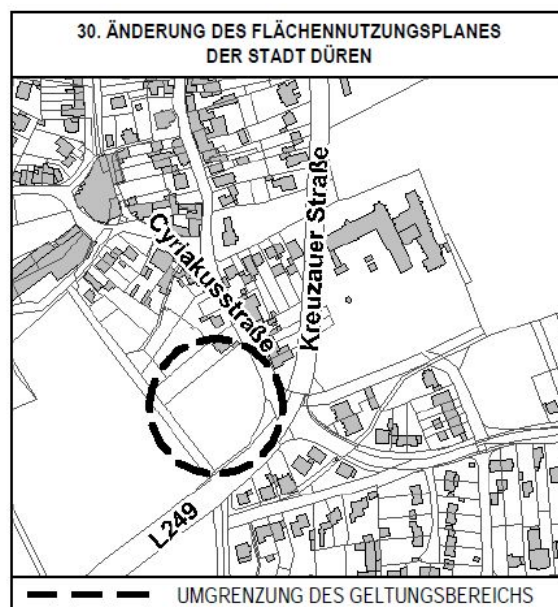 30. ÄNDERUNG DES FLÄCHENNUTZUNGSPLANES
DER STADT DÜREN
Cyriakusstraße
Kreuzauer Straße
L249
UMGRENZUNG DES GELTUNGSBEREICHS